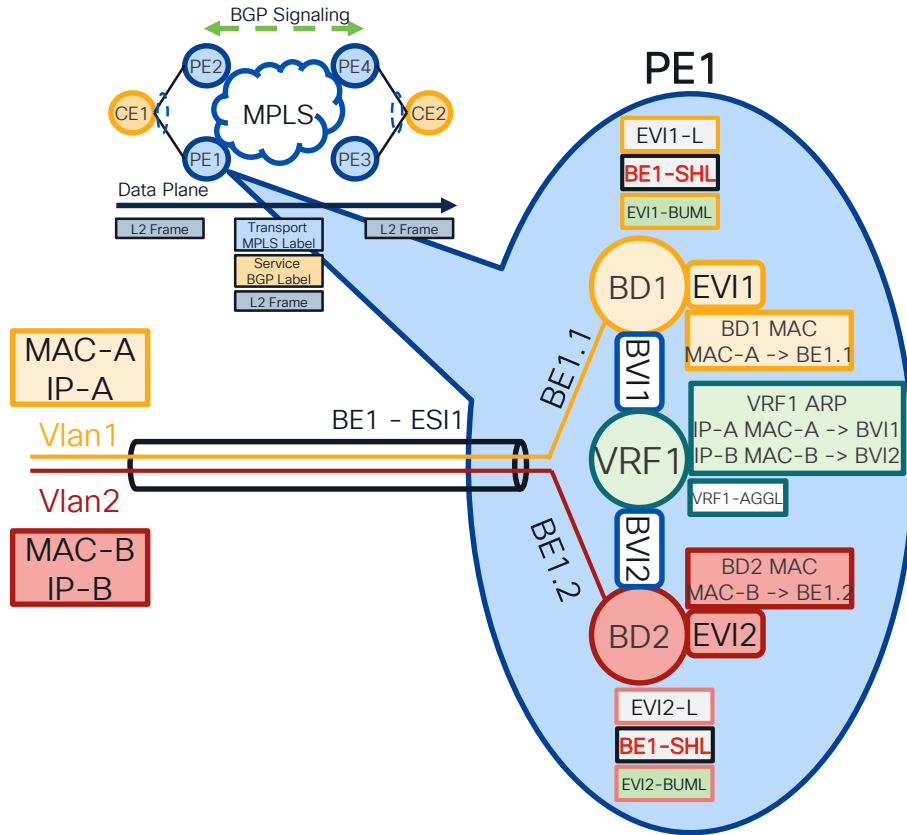 BGP Signaling
PE2
PE4
CE1
MPLS
CE2
PE1
PE3
Data Plane
L2 Frame
Transport
MPLS Label
L2 Frame
Service
BGP Label
L2 Frame
PE1
EVI1-L
BE1-SHL
EVI1-BUML
BD1
EVI1
BD1 MAC
MAC-A -> BE1.1
BE1.1
BVI1
MAC-A
IP-A
Vlan1
BE1 - ESI1
VRF1
VRF1 ARP
IP-A MAC-A -> BVI1
IP-B MAC-B -> BVI2
VRF1-AGGL
Vlan2
MAC-B
IP-B
BE1.2
BVI2
BD2 MAC
MAC-B -> BE1.2
BD2
EVI2
EVI2-L
BE1-SHL
EVI2-BUML